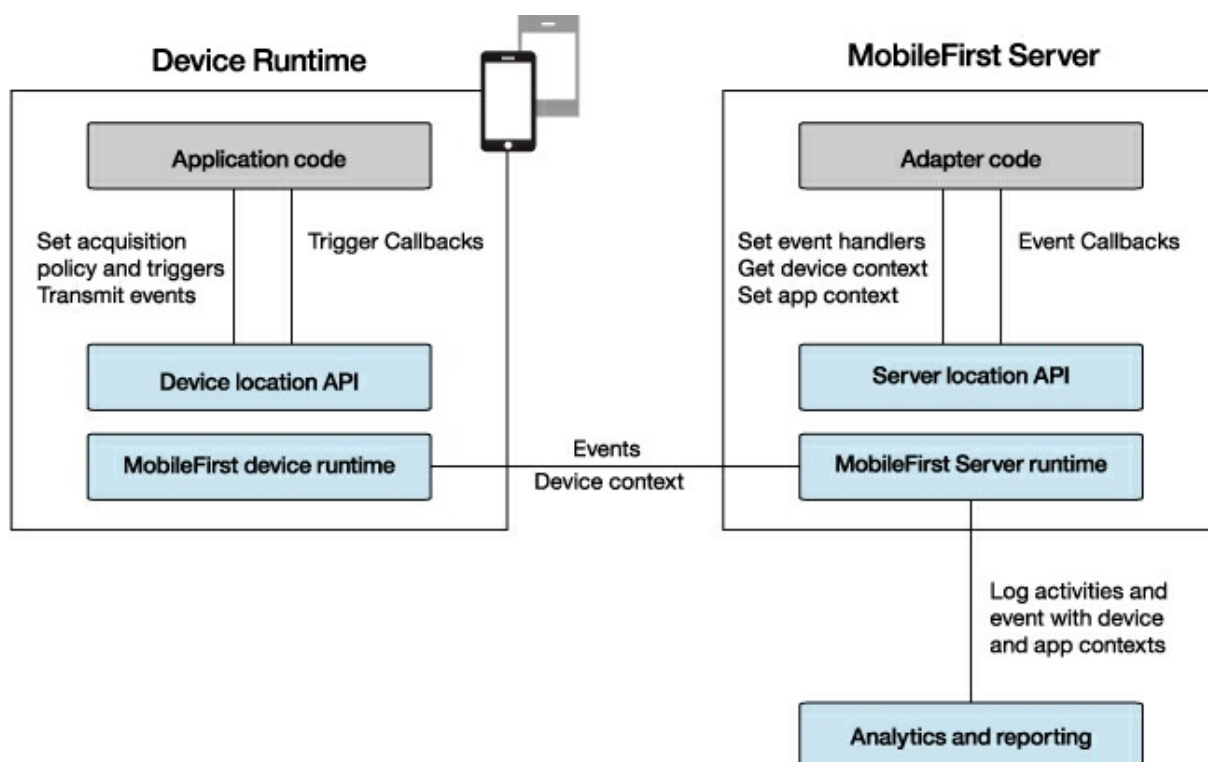 Device Runtime
MobileFirst Server
Application code
Adapter code
Set acquisition
policy and triggers
Transmit events
Trigger Callbacks
Set event handlers
Get device context
Set app context
Event Callbacks
Device location API
Server location API
MobileFirst device runtime
Events
Device context
MobileFirst Server runtime
Log activities and
event with device
and app contexts
Analytics and reporting